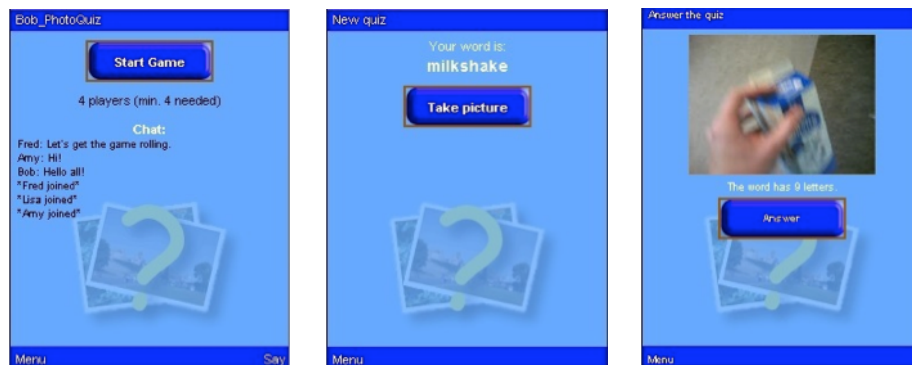 Bob_PhotoQuiz
Start Game
4 players (min. 4 needed)
Chat:
Fred: Let's get the game rolling.
Amy: Hi!
Bob: Hello all!
*Fred joined*
*Lisa joined*
*Amy joined*
Menu
Say
New quiz
Your word is:
milkshake
Take picture
Menu
Answer the quiz
The word has 9 letters.
Answer
Menu